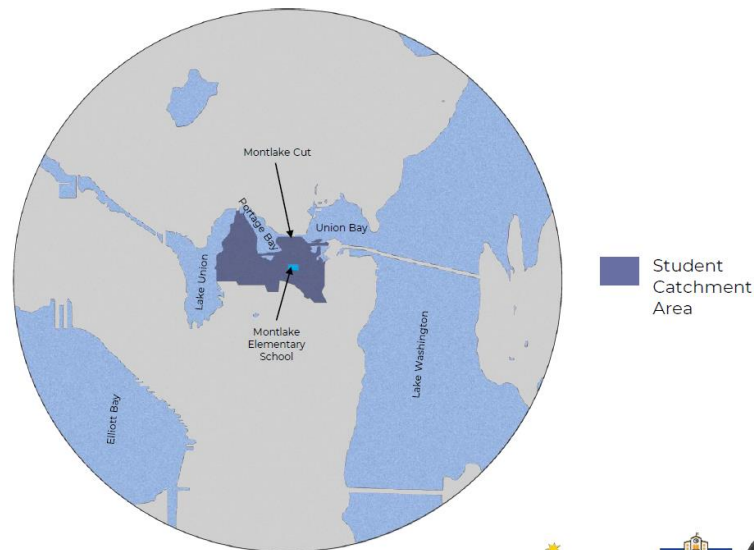 Montlake Cut
Portage Bay
Union Bay
Lake Union
Montlake
Elementary
School
Lake Washington
Elliott Bay
Student
Catchment
Area